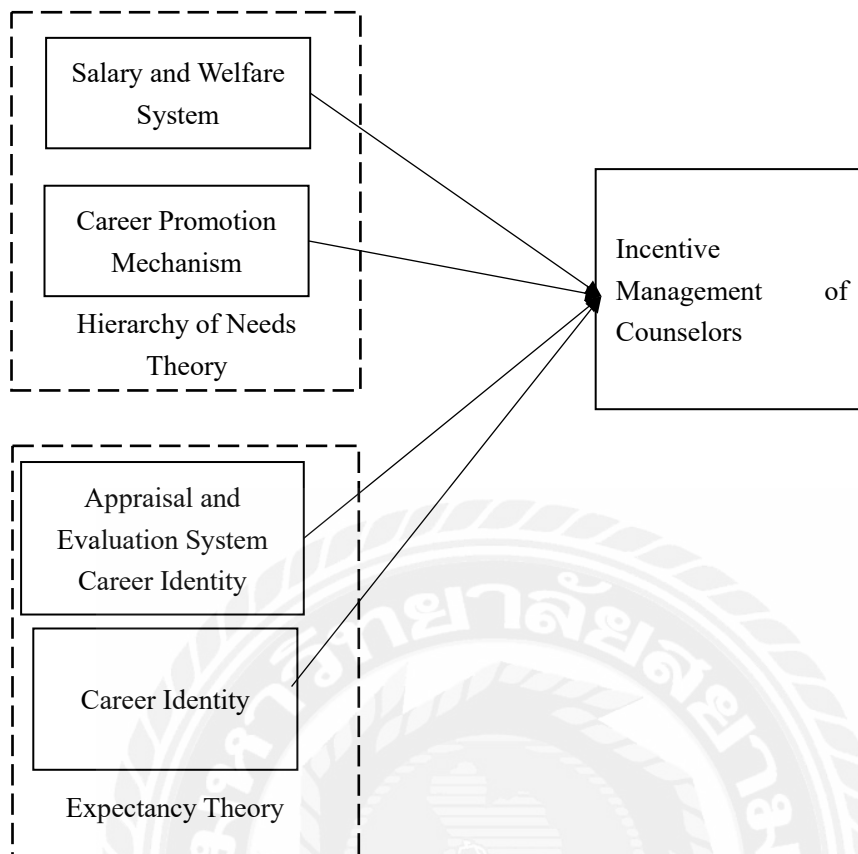 Salary and Welfare
System
Career Promotion
Mechanism
Hierarchy of Needs
Theory
Incentive
Management of
Counselors
Appraisal and
Evaluation System
Career Identity
Career Identity
Expectancy Theory